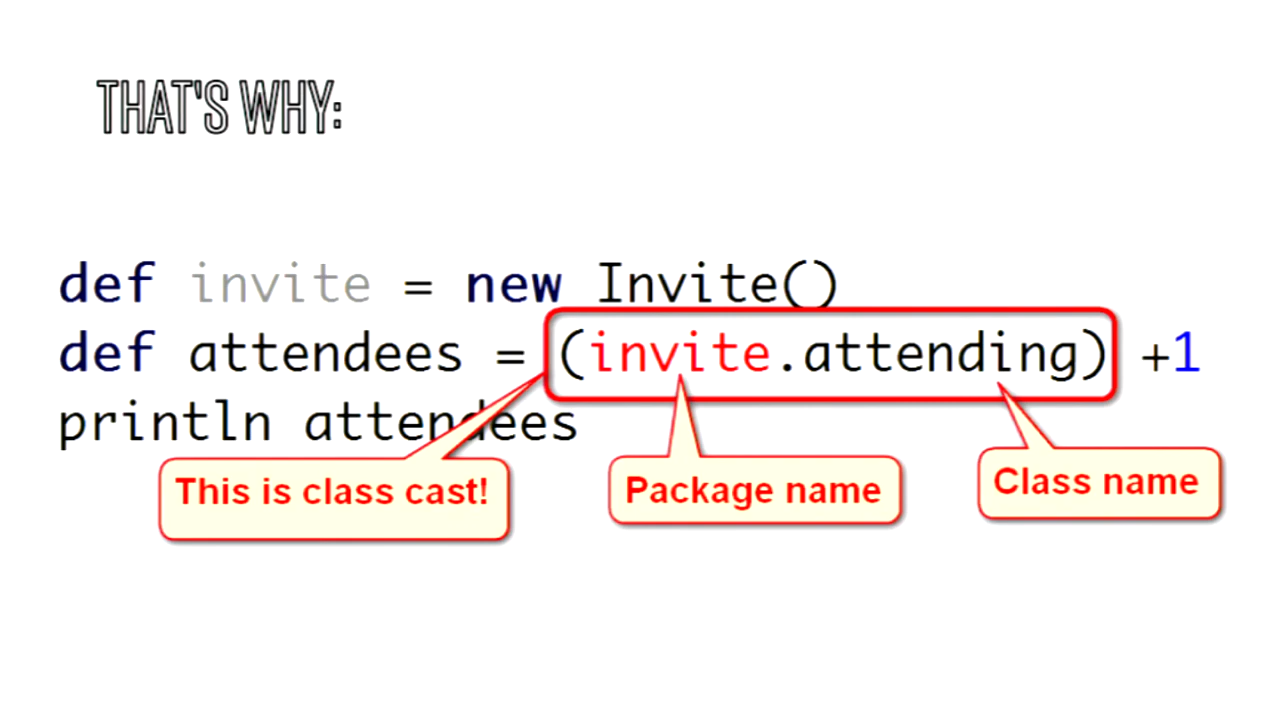 THAT'S WHY:
def invite = new Invite()
def attendees = (invite.attending) +1
println attendees
This is class cast!
Package name
Class name